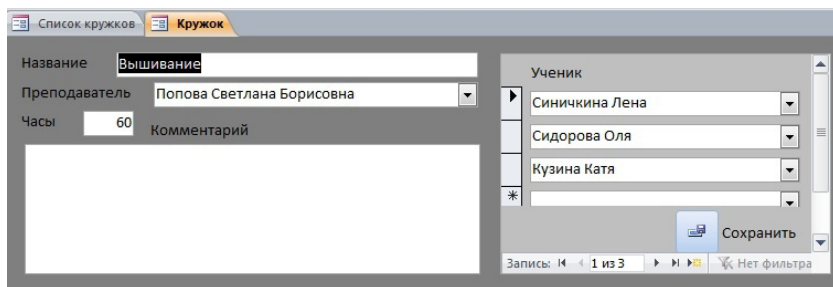 Список кружков Кружок
Название Вышивание
Преподаватель Попова Светлана Борисовна
Часы 60 Комментарий
Ученик
Синичкина Лена
Сидорова Оля
Кузина Катя
Сохранить
Запись: 1 из 3 Нет фильтра